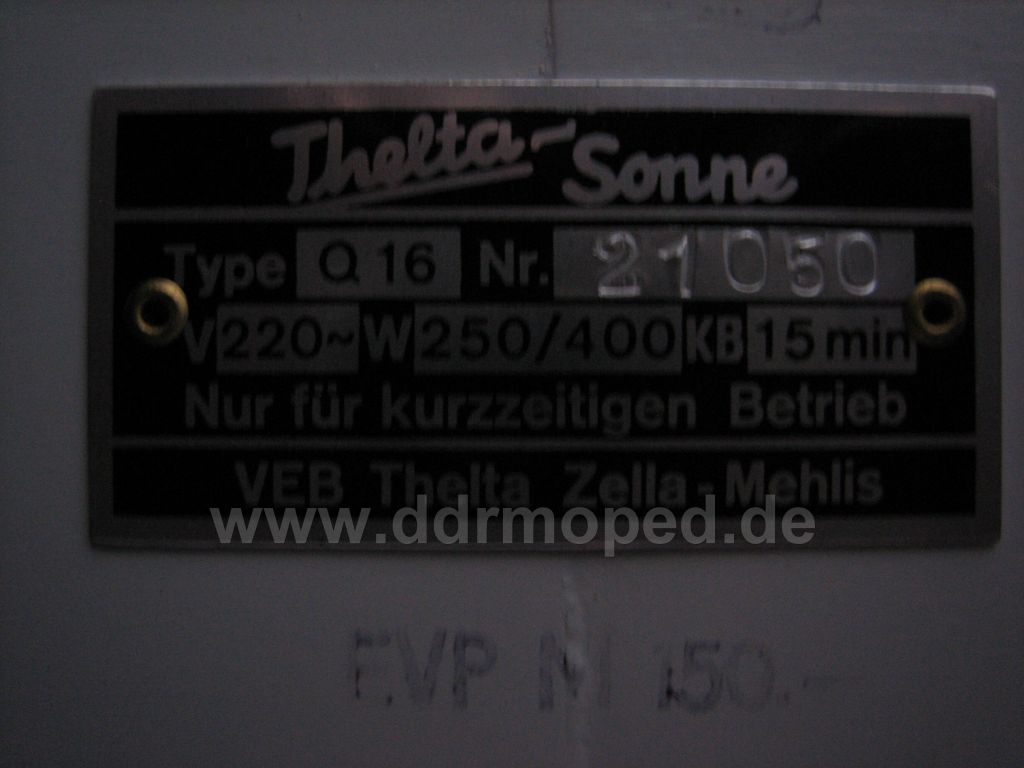 Thelta-Sonne
Type Q 16 Nr. 21050
V 220~ W 250/400 KB 15 min
Nur für kurzzeitigen Betrieb
VEB Thelta Zella-Mehlis
www.ddrmoped.de
EVP M 150.-